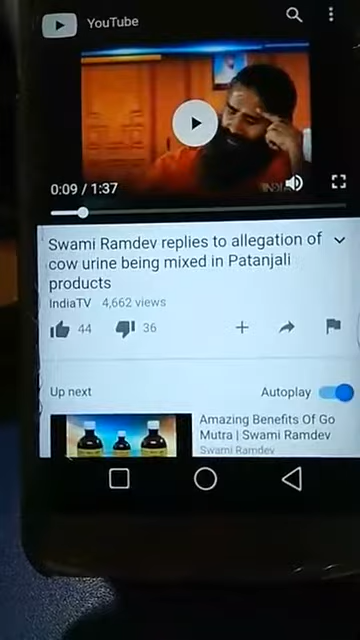 YouTube
0:09 / 1:37
Swami Ramdev replies to allegation of
cow urine being mixed in Patanjali
products
IndiaTV 4,662 views
44 36
Up next Autoplay
Amazing Benefits Of Go
Mutra | Swami Ramdev
Swami Ramdev